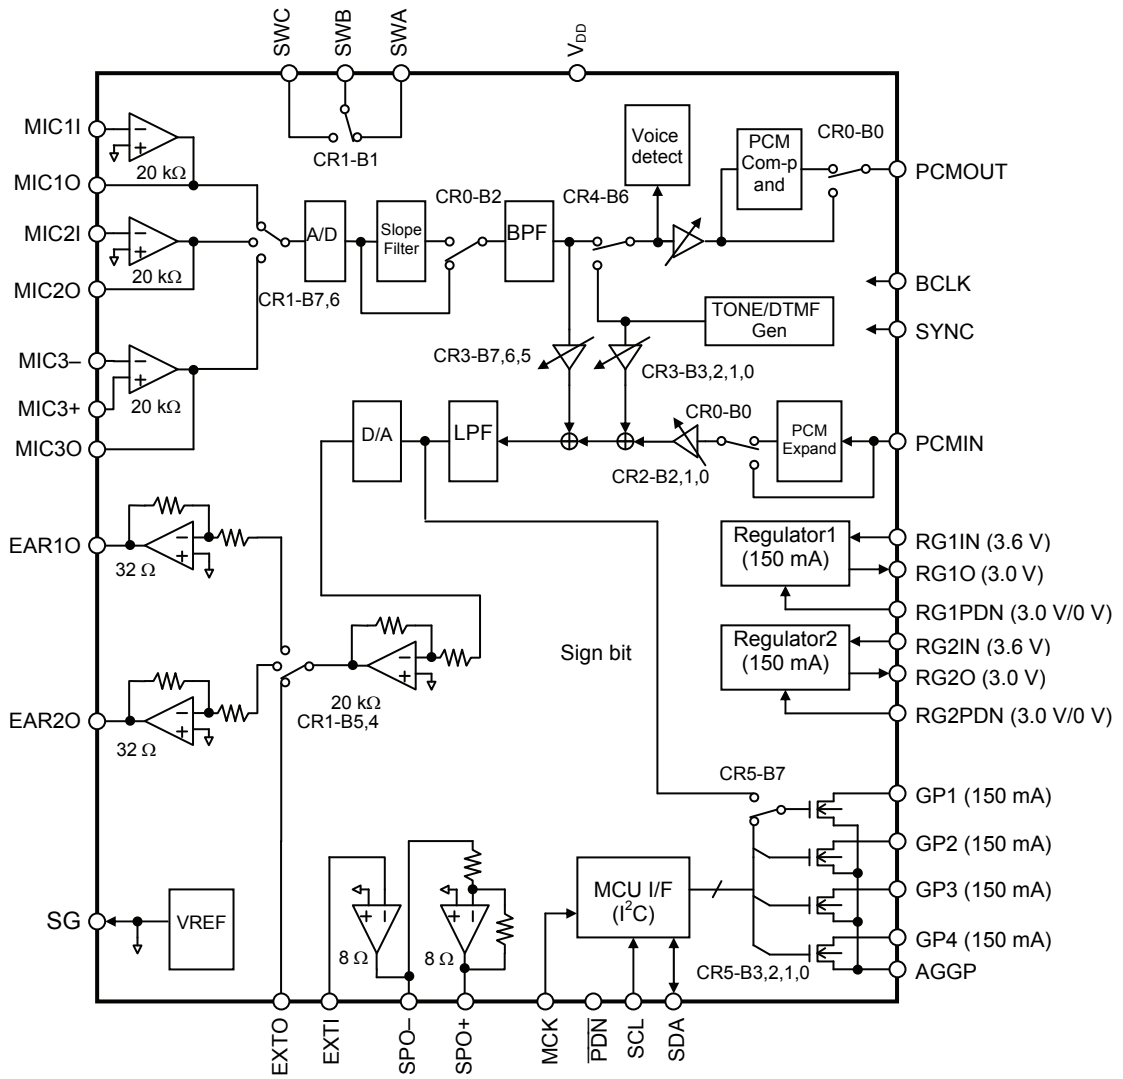 SWC
SWB
SWA
VDD
MIC1I
–
+
20 kΩ
MIC1O
CR1-B1
Voice
detect
PCM
Com-p
and
CR0-B0
PCMOUT
MIC2I
–
+
20 kΩ
MIC2O
CR1-B7,6
A/D
Slope
Filter
CR0-B2
BPF
CR4-B6
BCLK
TONE/DTMF
Gen
SYNC
MIC3–
–
+
20 kΩ
MIC3+
MIC3O
CR3-B7,6,5
CR3-B3,2,1,0
D/A
LPF
CR0-B0
CR2-B2,1,0
PCM
Expand
PCMIN
EAR1O
–
+
32 Ω
Regulator1
(150 mA)
RG1IN (3.6 V)
RG1O (3.0 V)
RG1PDN (3.0 V/0 V)
Regulator2
(150 mA)
RG2IN (3.6 V)
RG2O (3.0 V)
RG2PDN (3.0 V/0 V)
Sign bit
–
+
20 kΩ
CR1-B5,4
EAR2O
–
+
32 Ω
CR5-B7
GP1 (150 mA)
GP2 (150 mA)
GP3 (150 mA)
GP4 (150 mA)
AGGP
MCU I/F
(I2C)
CR5-B3,2,1,0
SG
VREF
+ –
8 Ω
+ –
8 Ω
EXTO
EXTI
SPO–
SPO+
MCK
PDN
SCL
SDA